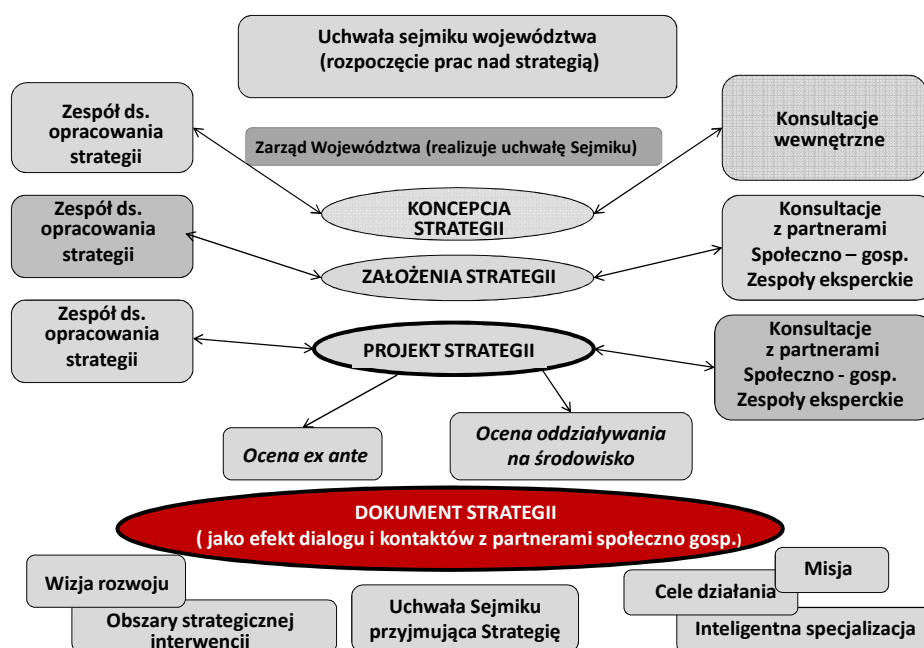 Uchwała sejmiku województwa
(rozpoczęcie prac nad strategią)
Zespół ds.
opracowania
strategii
Zarząd Województwa (realizuje uchwałę Sejmiku)
Konsultacje
wewnętrzne
KONCEPCJA
STRATEGII
Zespół ds.
opracowania
strategii
ZAŁOŻENIA STRATEGII
Konsultacje
z partnerami
Społeczno – gosp.
Zespoły eksperckie
Zespół ds.
opracowania
strategii
PROJEKT STRATEGII
Konsultacje
z partnerami
Społeczno - gosp.
Zespoły eksperckie
Ocena ex ante
Ocena oddziaływania
na środowisko
DOKUMENT STRATEGII
( jako efekt dialogu i kontaktów z partnerami społeczno gosp.)
Wizja rozwoju
Obszary strategicznej
interwencji
Uchwała Sejmiku
przyjmująca Strategię
Misja
Cele działania
Inteligentna specjalizacja